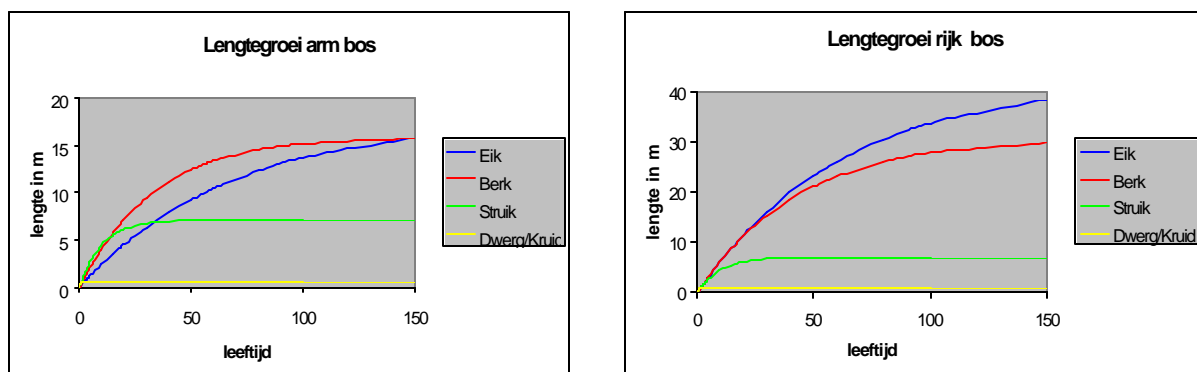 Lengtegroei arm bos
lengte in m
20
15
10
5
0
0 50 100 150
leeftijd
Eik
Berk
Struik
Dwerg/Kruid
Lengtegroei rijk bos
lengte in m
40
30
20
10
0
0 50 100 150
leeftijd
Eik
Berk
Struik
Dwerg/Kruid